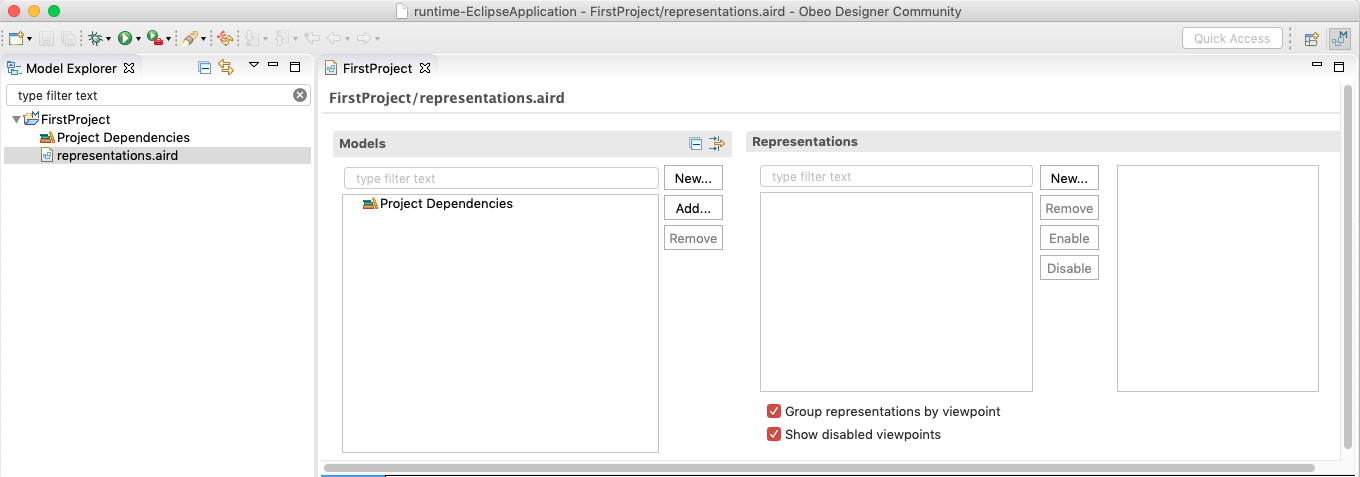 runtime-EclipseApplication - FirstProject/representations.aird - Obeo Designer Community
Quick Access
Model Explorer
FirstProject
type filter text
FirstProject
Project Dependencies
representations.aird
FirstProject/representations.aird
Models
type filter text
New...
Project Dependencies
Add...
Remove
Representations
type filter text
New...
Remove
Enable
Disable
Group representations by viewpoint
Show disabled viewpoints